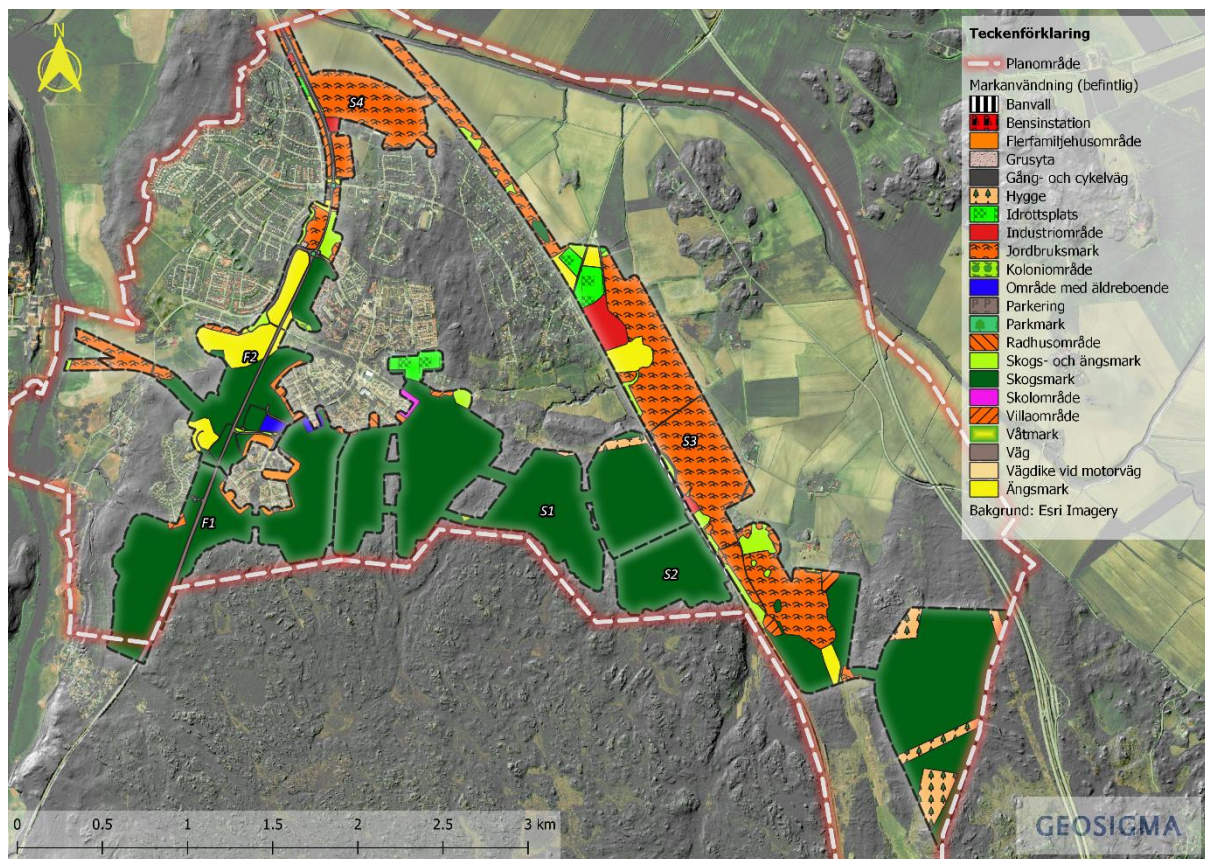 N
S4
F2
S3
S1
F1
S2
Teckenförklaring
Planområde
Markanvändning (befintlig)
Banvall
Bensinstation
Flerfamiljehusområde
Grusyta
Gång- och cykelväg
Hygge
Idrottsplats
Industriområde
Jordbruksmark
Koloniområde
Område med äldreboende
P P Parkering
Parkmark
Radhusområde
Skogs- och ängsmark
Skogsmark
Skolområde
Villaområde
Våtmark
Väg
Vägdike vid motorväg
Ängsmark
Bakgrund: Esri Imagery
0 0.5 1 1.5 2 2.5 3 km
GEOSIGMA